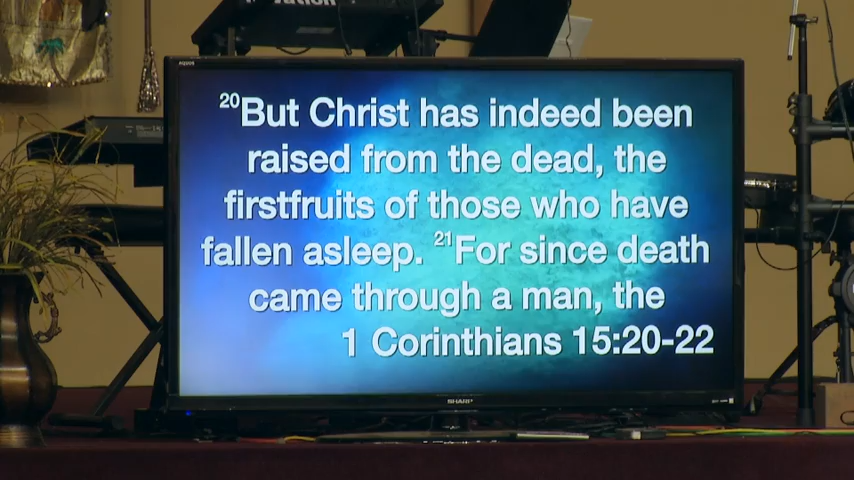 AQUOS
²⁰But Christ has indeed been
raised from the dead, the
firstfruits of those who have
fallen asleep. ²¹For since death
came through a man, the
1 Corinthians 15:20-22
SHARP